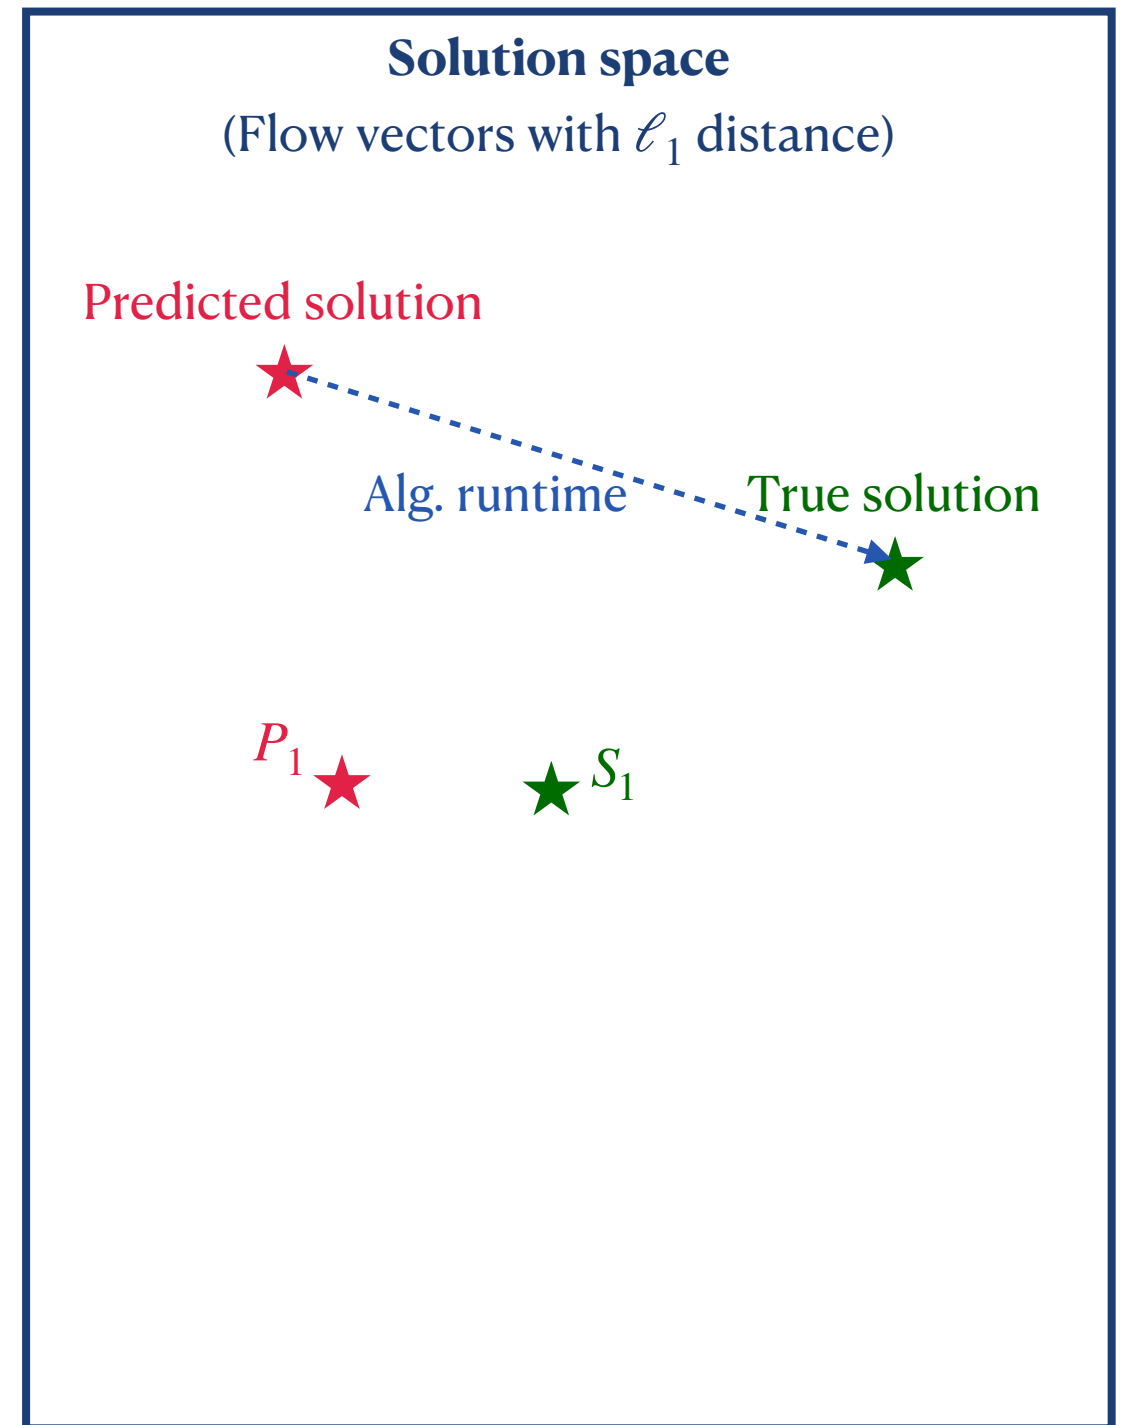 Solution space
(Flow vectors with ℓ₁ distance)
Predicted solution
Alg. runtime
True solution
P₁
S₁